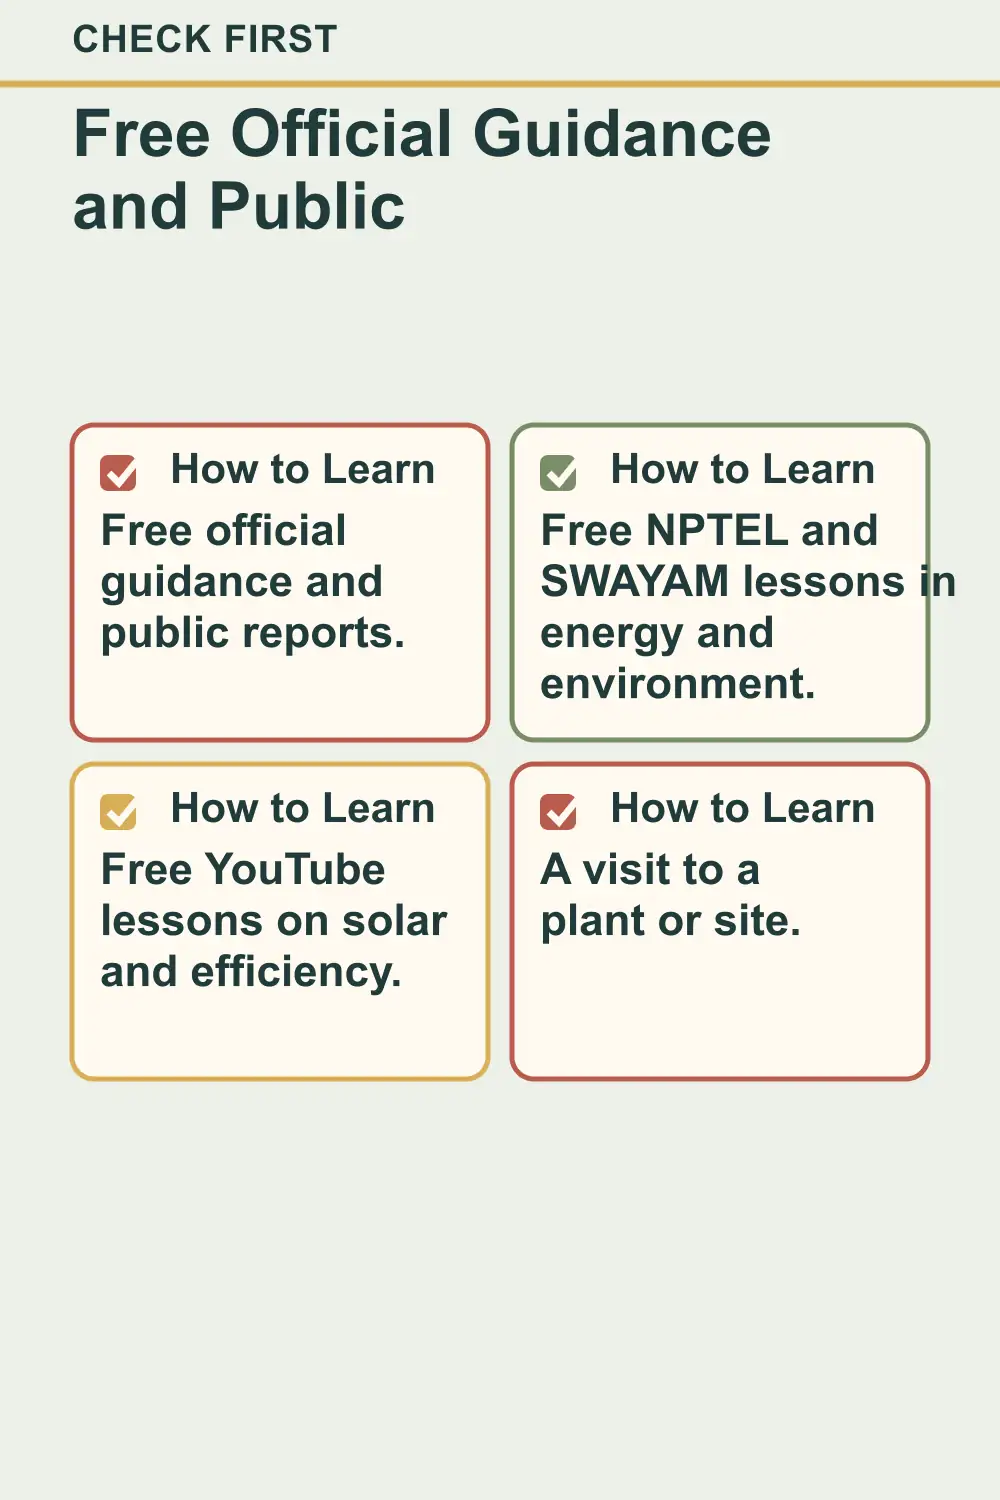 CHECK FIRST
Free Official Guidance
and Public
How to Learn
Free official
guidance and
public reports.
How to Learn
Free NPTEL and
SWAYAM lessons in
energy and
environment.
How to Learn
Free YouTube
lessons on solar
and efficiency.
How to Learn
A visit to a
plant or site.